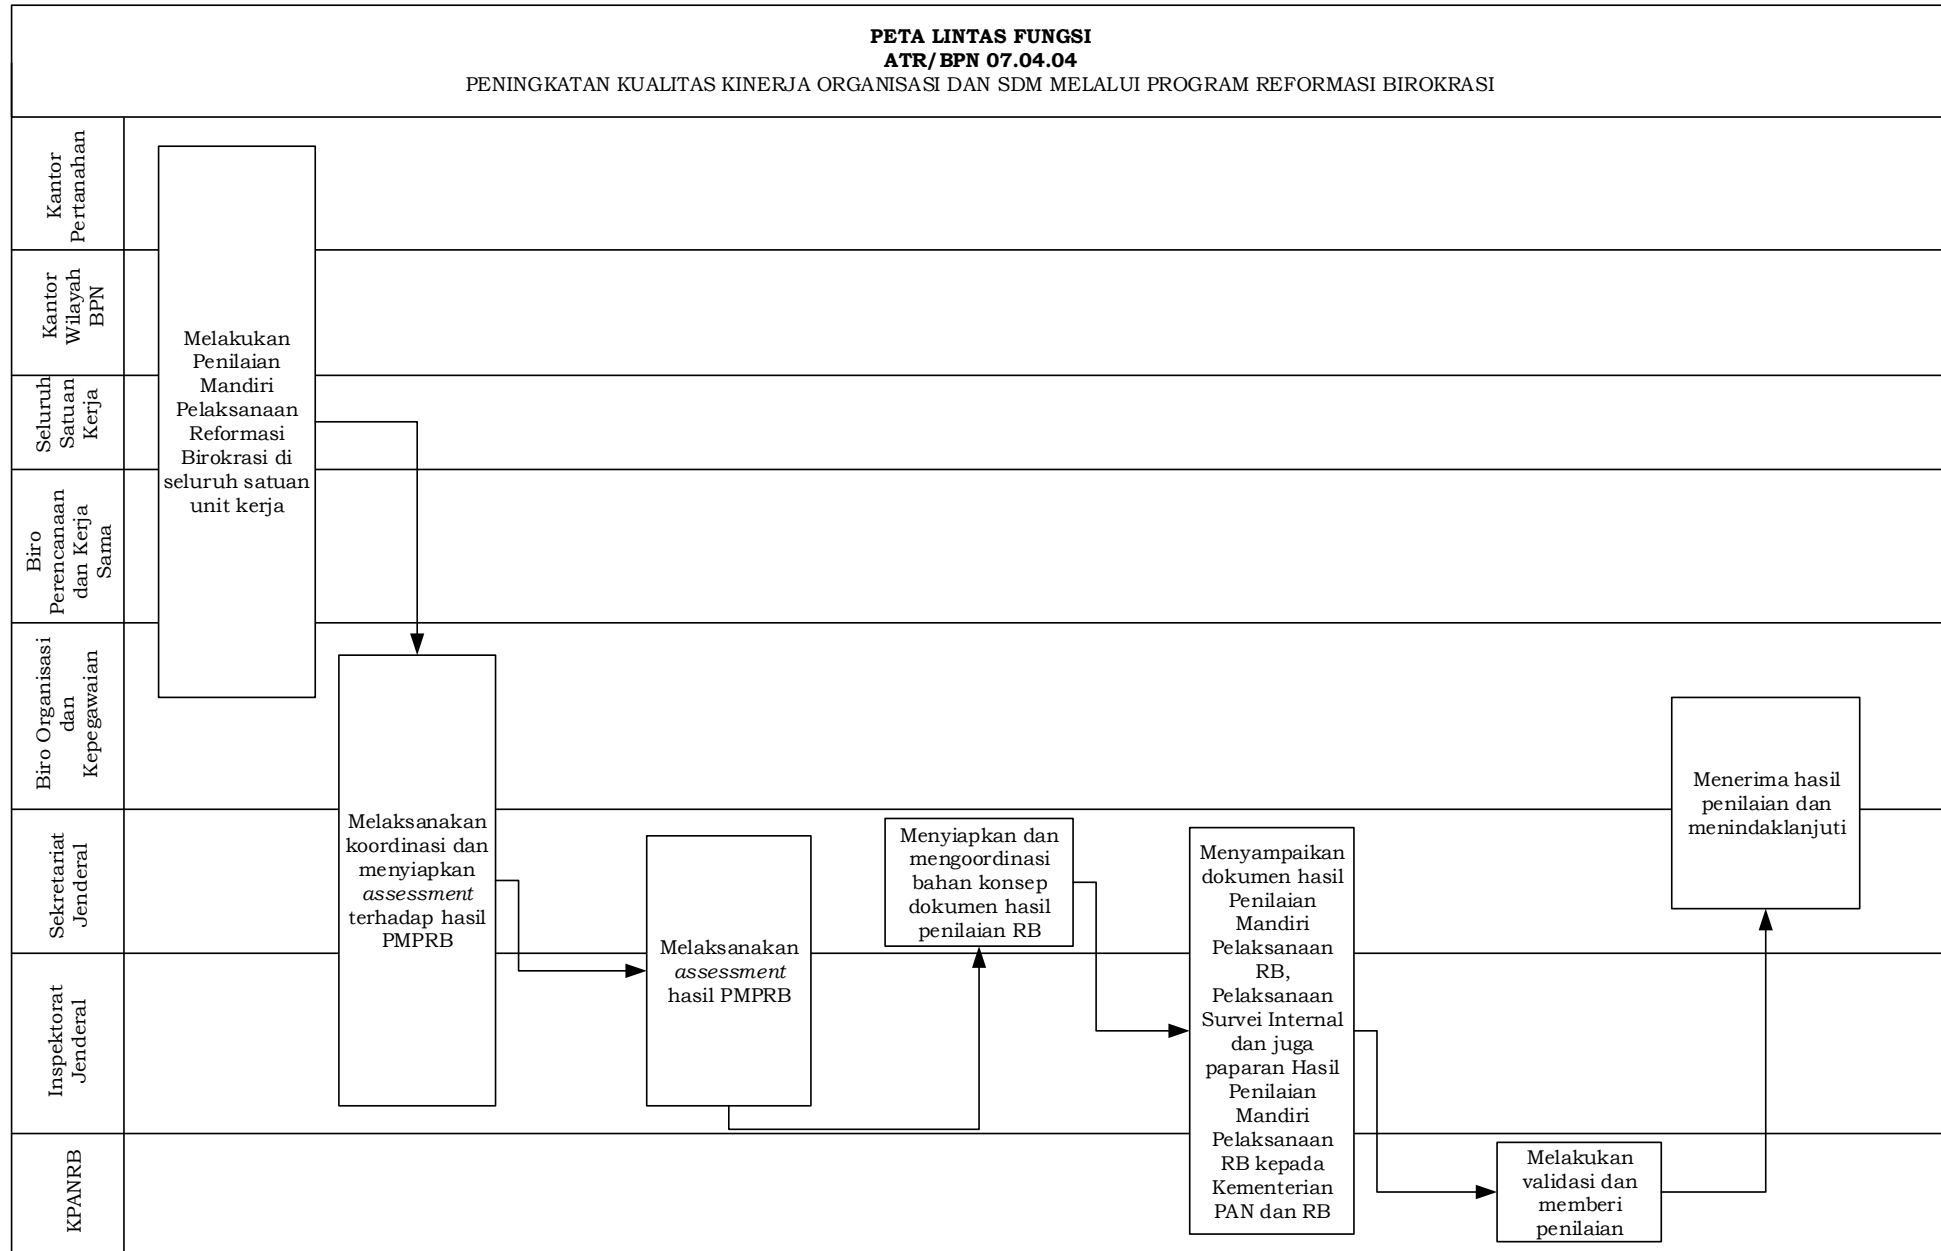 PETA LINTAS FUNGSI
ATR/BPN 07.04.04
PENINGKATAN KUALITAS KINERJA ORGANISASI DAN SDM MELALUI PROGRAM REFORMASI BIROKRASI
Kantor
Pertanahan
Kantor
Wilayah
BPN
Seluruh
Satuan
Kerja
Biro
Perencanaan
dan Kerja
Sama
Biro Organisasi
dan
Kepegawaian
Sekretariat
Jenderal
Inspektorat
Jenderal
KPANRB
Melakukan
Penilaian
Mandiri
Pelaksanaan
Reformasi
Birokrasi di
seluruh satuan
unit kerja
Melaksanakan
koordinasi dan
menyiapkan
assessment
terhadap hasil
PMPRB
Melaksanakan
assessment
hasil PMPRB
Menyiapkan dan
mengoordinasi
bahan konsep
dokumen hasil
penilaian RB
Menyampaikan
dokumen hasil
Penilaian
Mandiri
Pelaksanaan
RB,
Pelaksanaan
Survei Internal
dan juga
paparan Hasil
Penilaian
Mandiri
Pelaksanaan
RB kepada
Kementerian
PAN dan RB
Melakukan
validasi dan
memberi
penilaian
Menerima hasil
penilaian dan
menindaklanjuti